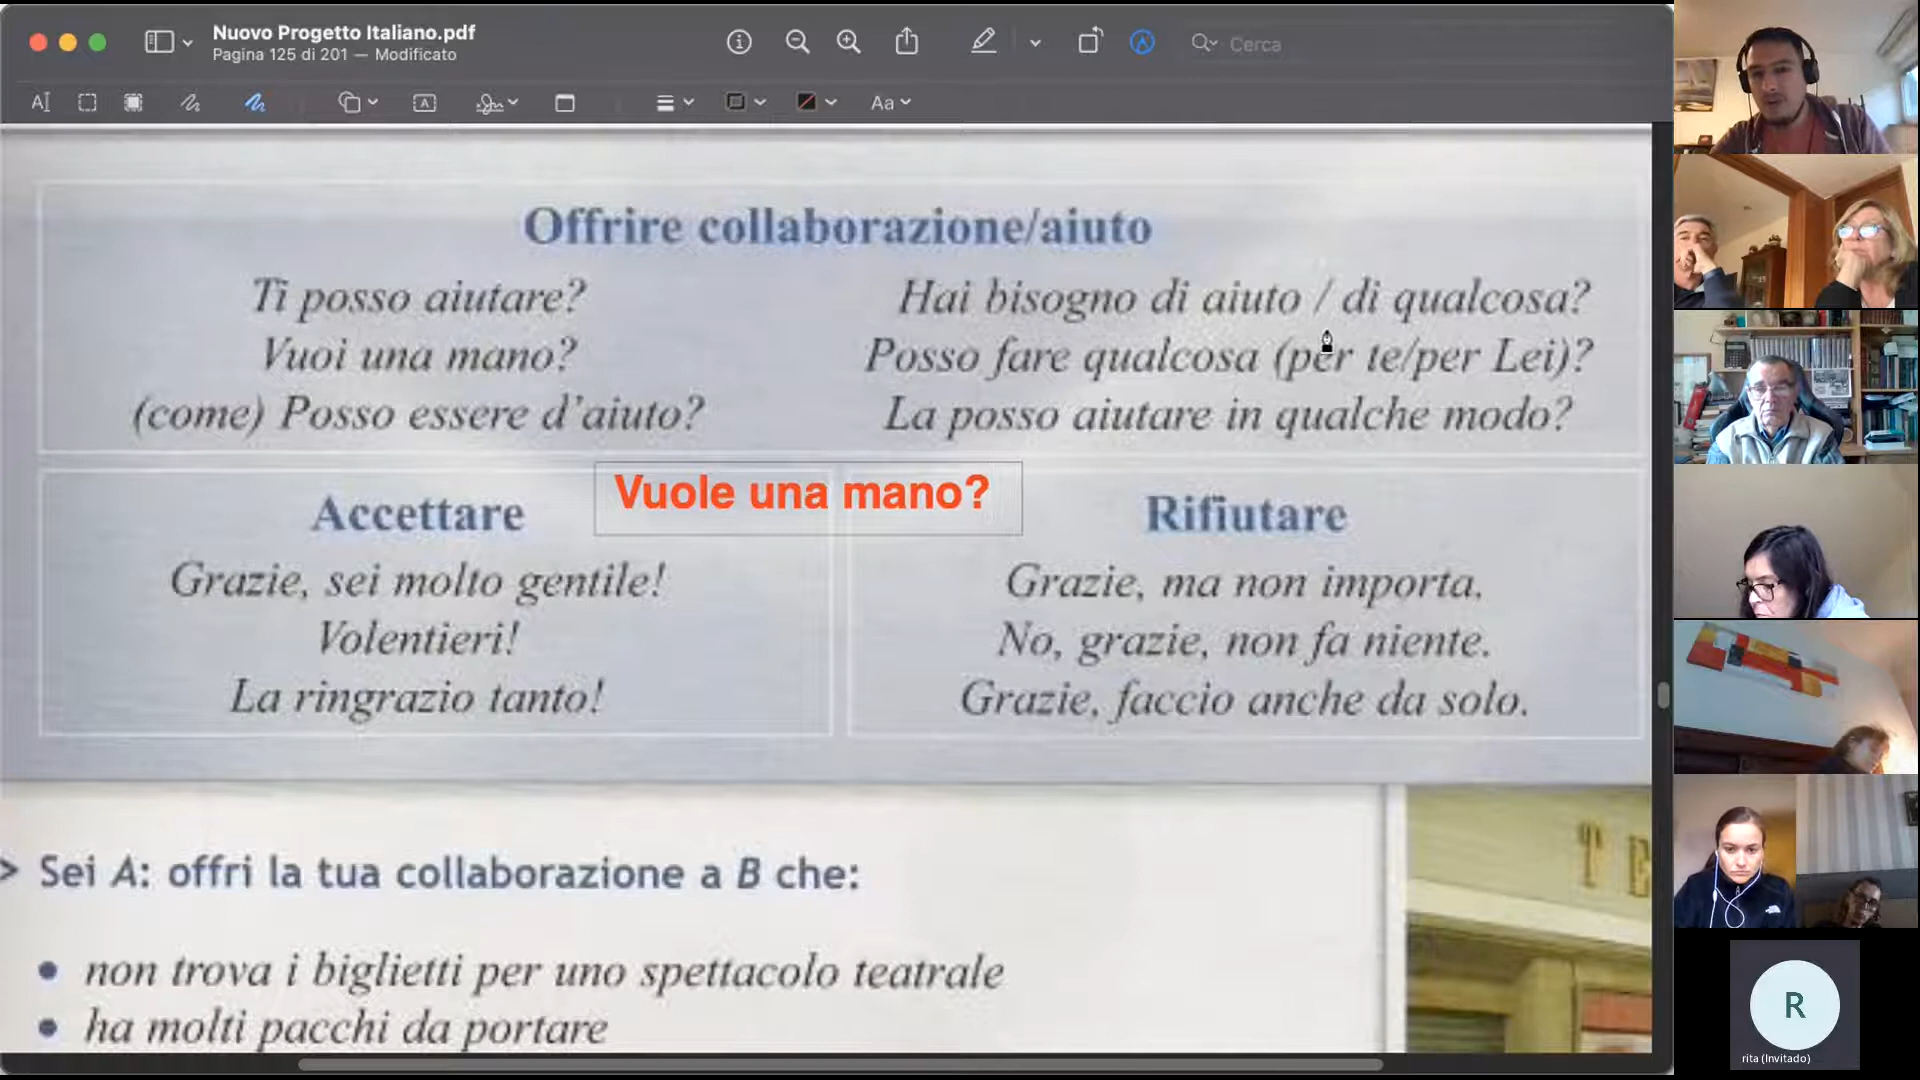 Nuovo Progetto Italiano.pdf
Pagina 125 di 201 — Modificato
Cerca
A
A
Aa
Offrire collaborazione/aiuto
Ti posso aiutare?
Vuoi una mano?
(come) Posso essere d'aiuto?
Hai bisogno di aiuto / di qualcosa?
Posso fare qualcosa (per te/per Lei)?
La posso aiutare in qualche modo?
Vuole una mano?
Accettare
Grazie, sei molto gentile!
Volentieri!
La ringrazio tanto!
Rifiutare
Grazie, ma non importa.
No, grazie, non fa niente.
Grazie, faccio anche da solo.
> Sei A: offri la tua collaborazione a B che:
TE
• non trova i biglietti per uno spettacolo teatrale
• ha molti pacchi da portare
R
rita (Invitado)